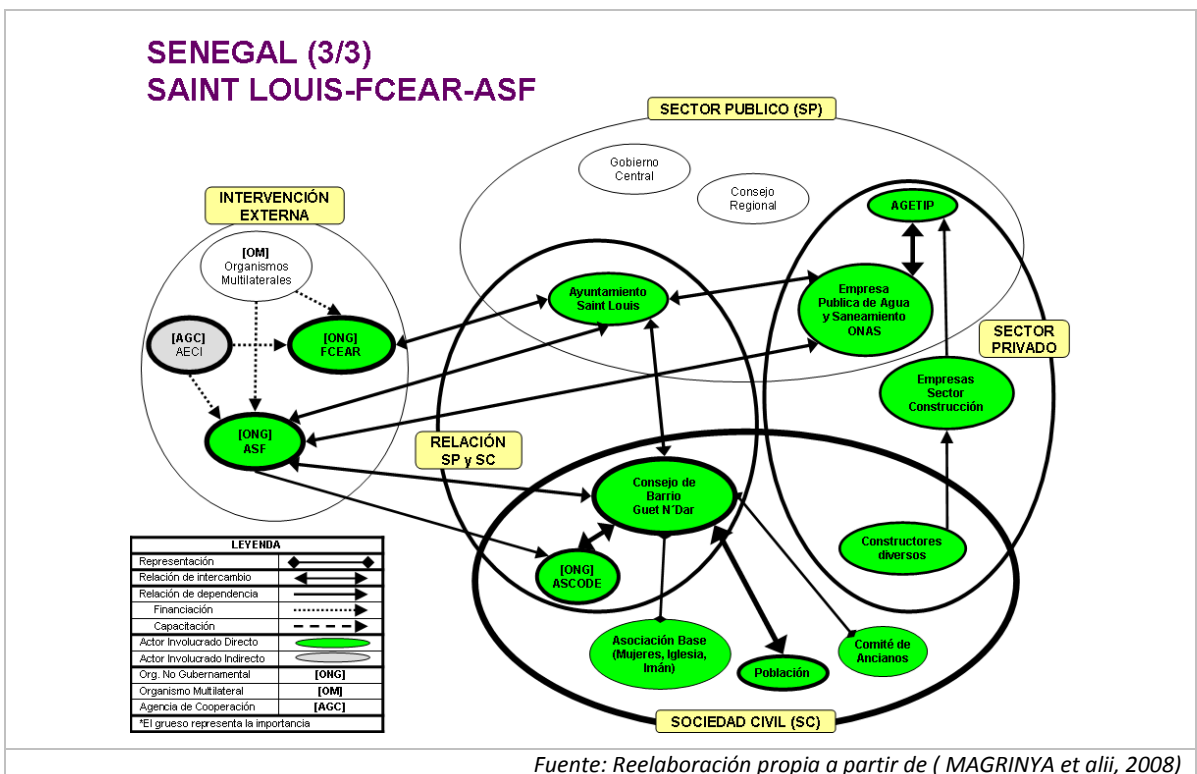 SENEGAL (3/3)
SAINT LOUIS-FCEAR-ASF
SECTOR PUBLICO (SP)
Gobierno
Central
Consejo
Regional
AGETIP
INTERVENCIÓN
EXTERNA
[OM]
Organismos
Multilaterales
[AGC]
AECI
[ONG]
FCEAR
Ayuntamiento
Saint Louis
Empresa
Publica de Agua
y Saneamiento
ONAS
SECTOR
PRIVADO
Empresas
Sector
Construcción
[ONG]
ASF
RELACIÓN
SP y SC
Consejo de
Barrio
Guet N´Dar
Constructores
diversos
[ONG]
ASCODE
Asociación Base
(Mujeres, Iglesia,
Imán)
Población
Comité de
Ancianos
SOCIEDAD CIVIL (SC)
LEYENDA
Representación
Relación de intercambio
Relación de dependencia
Financiación
Capacitación
Actor Involucrado Directo
Actor Involucrado Indirecto
Org. No Gubernamental [ONG]
Organismo Multilateral [OM]
Agencia de Cooperación [AGC]
*El grueso representa la importancia
Fuente: Reelaboración propia a partir de ( MAGRINYA et alii, 2008)